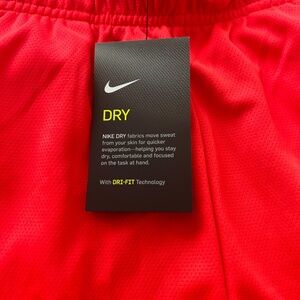 DRY
NIKE DRY fabrics move sweat
from your skin for quicker
evaporation—helping you stay
dry, comfortable and focused
on the task at hand.
With DRI-FIT Technology